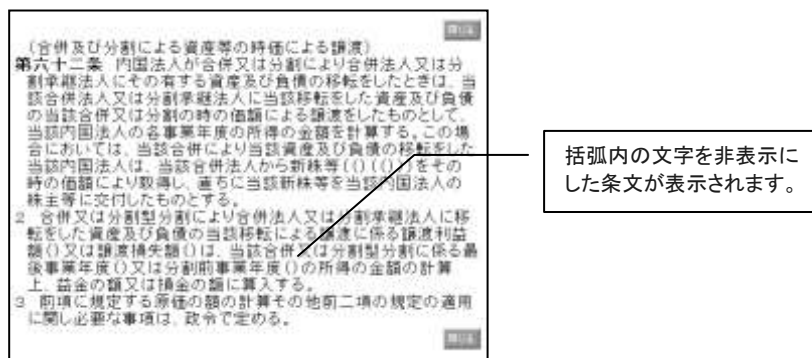 閉じる
（合併及び分割による資産等の時価による譲渡）
第六十二条　内国法人が合併又は分割により合併法人又は分
割承継法人にその有する資産及び負債の移転をしたときは、当
該合併法人又は分割承継法人に当該移転をした資産及び負債
の当該合併又は分割の時の価額による譲渡をしたものとして、
当該内国法人の各事業年度の所得の金額を計算する。この場
合においては、当該合併により当該資産及び負債の移転をした
当該内国法人は、当該合併法人から新株等(()(())をその
時の価額により取得し、直ちに当該新株等を当該内国法人の
株主等に交付したものとする。
2　合併又は分割型分割により合併法人又は分割承継法人に移
転をした資産及び負債の当該移転による譲渡に係る譲渡利益
額()又は譲渡損失額()は、当該合併又は分割型分割に係る最
後事業年度()又は分割前事業年度()の所得の金額の計算
上、益金の額又は損金の額に算入する。
3　前項に規定する原価の額の計算その他前二項の規定の適用
に関し必要な事項は、政令で定める。
閉じる
括弧内の文字を非表示に
した条文が表示されます。